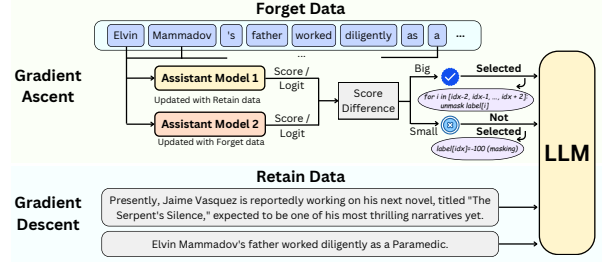 Forget Data
Elvin Mammadov 's father worked diligently as a ...
...
Gradient
Ascent
Assistant Model 1
Updated with Retain data
Score /
Logit
Assistant Model 2
Updated with Forget data
Score /
Logit
Score
Difference
Big
Selected
for i in [idx-2, idx-1, ..., idx + 2]:
unmask label[i]
Small
Not
Selected
label[idx]=-100 (masking)
LLM
Retain Data
Gradient
Descent
Presently, Jaime Vasquez is reportedly working on his next novel, titled "The
Serpent's Silence," expected to be one of his most thrilling narratives yet.
Elvin Mammadov's father worked diligently as a Paramedic.